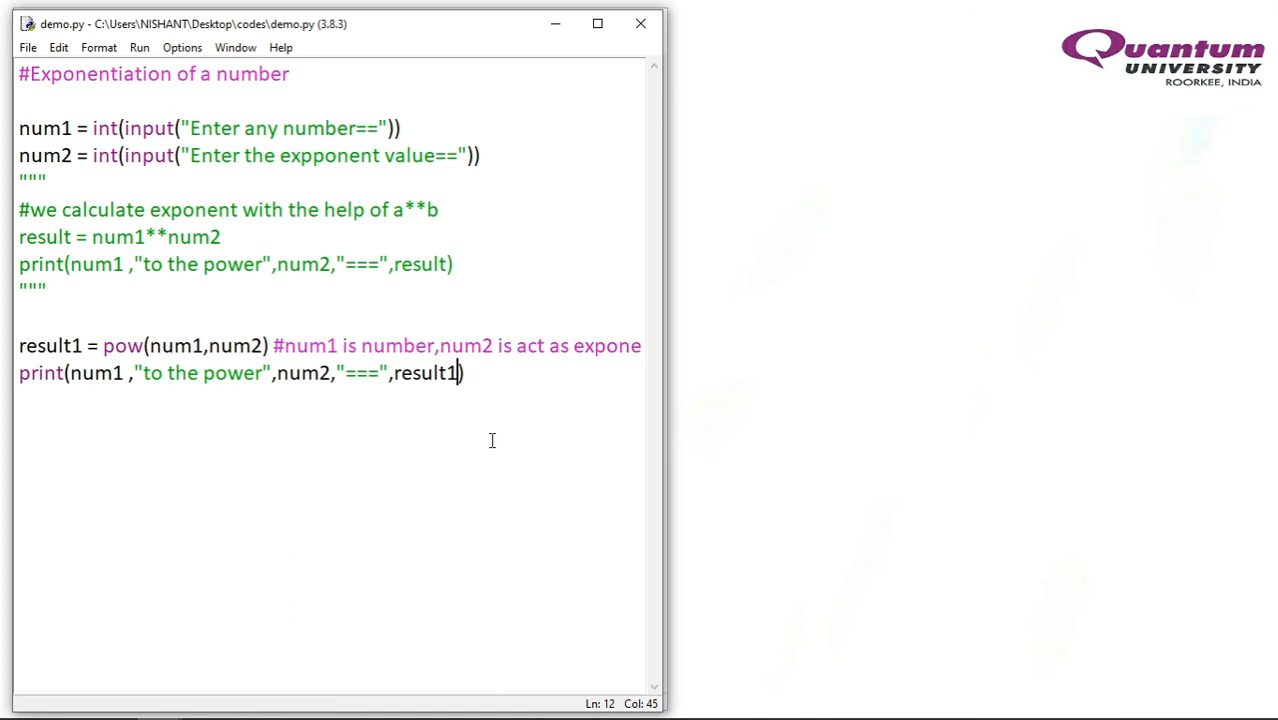 demo.py - C:\Users\NISHANT\Desktop\codes\demo.py (3.8.3)
File Edit Format Run Options Window Help
#Exponentiation of a number
num1 = int(input("Enter any number=="))
num2 = int(input("Enter the expponent value=="))
"""
#we calculate exponent with the help of a**b
result = num1**num2
print(num1 ,"to the power",num2,"===",result)
"""
result1 = pow(num1,num2) #num1 is number,num2 is act as expone
print(num1 ,"to the power",num2,"===",result1)
Ln: 12 Col: 45
Quantum
UNIVERSITY
ROORKEE, INDIA